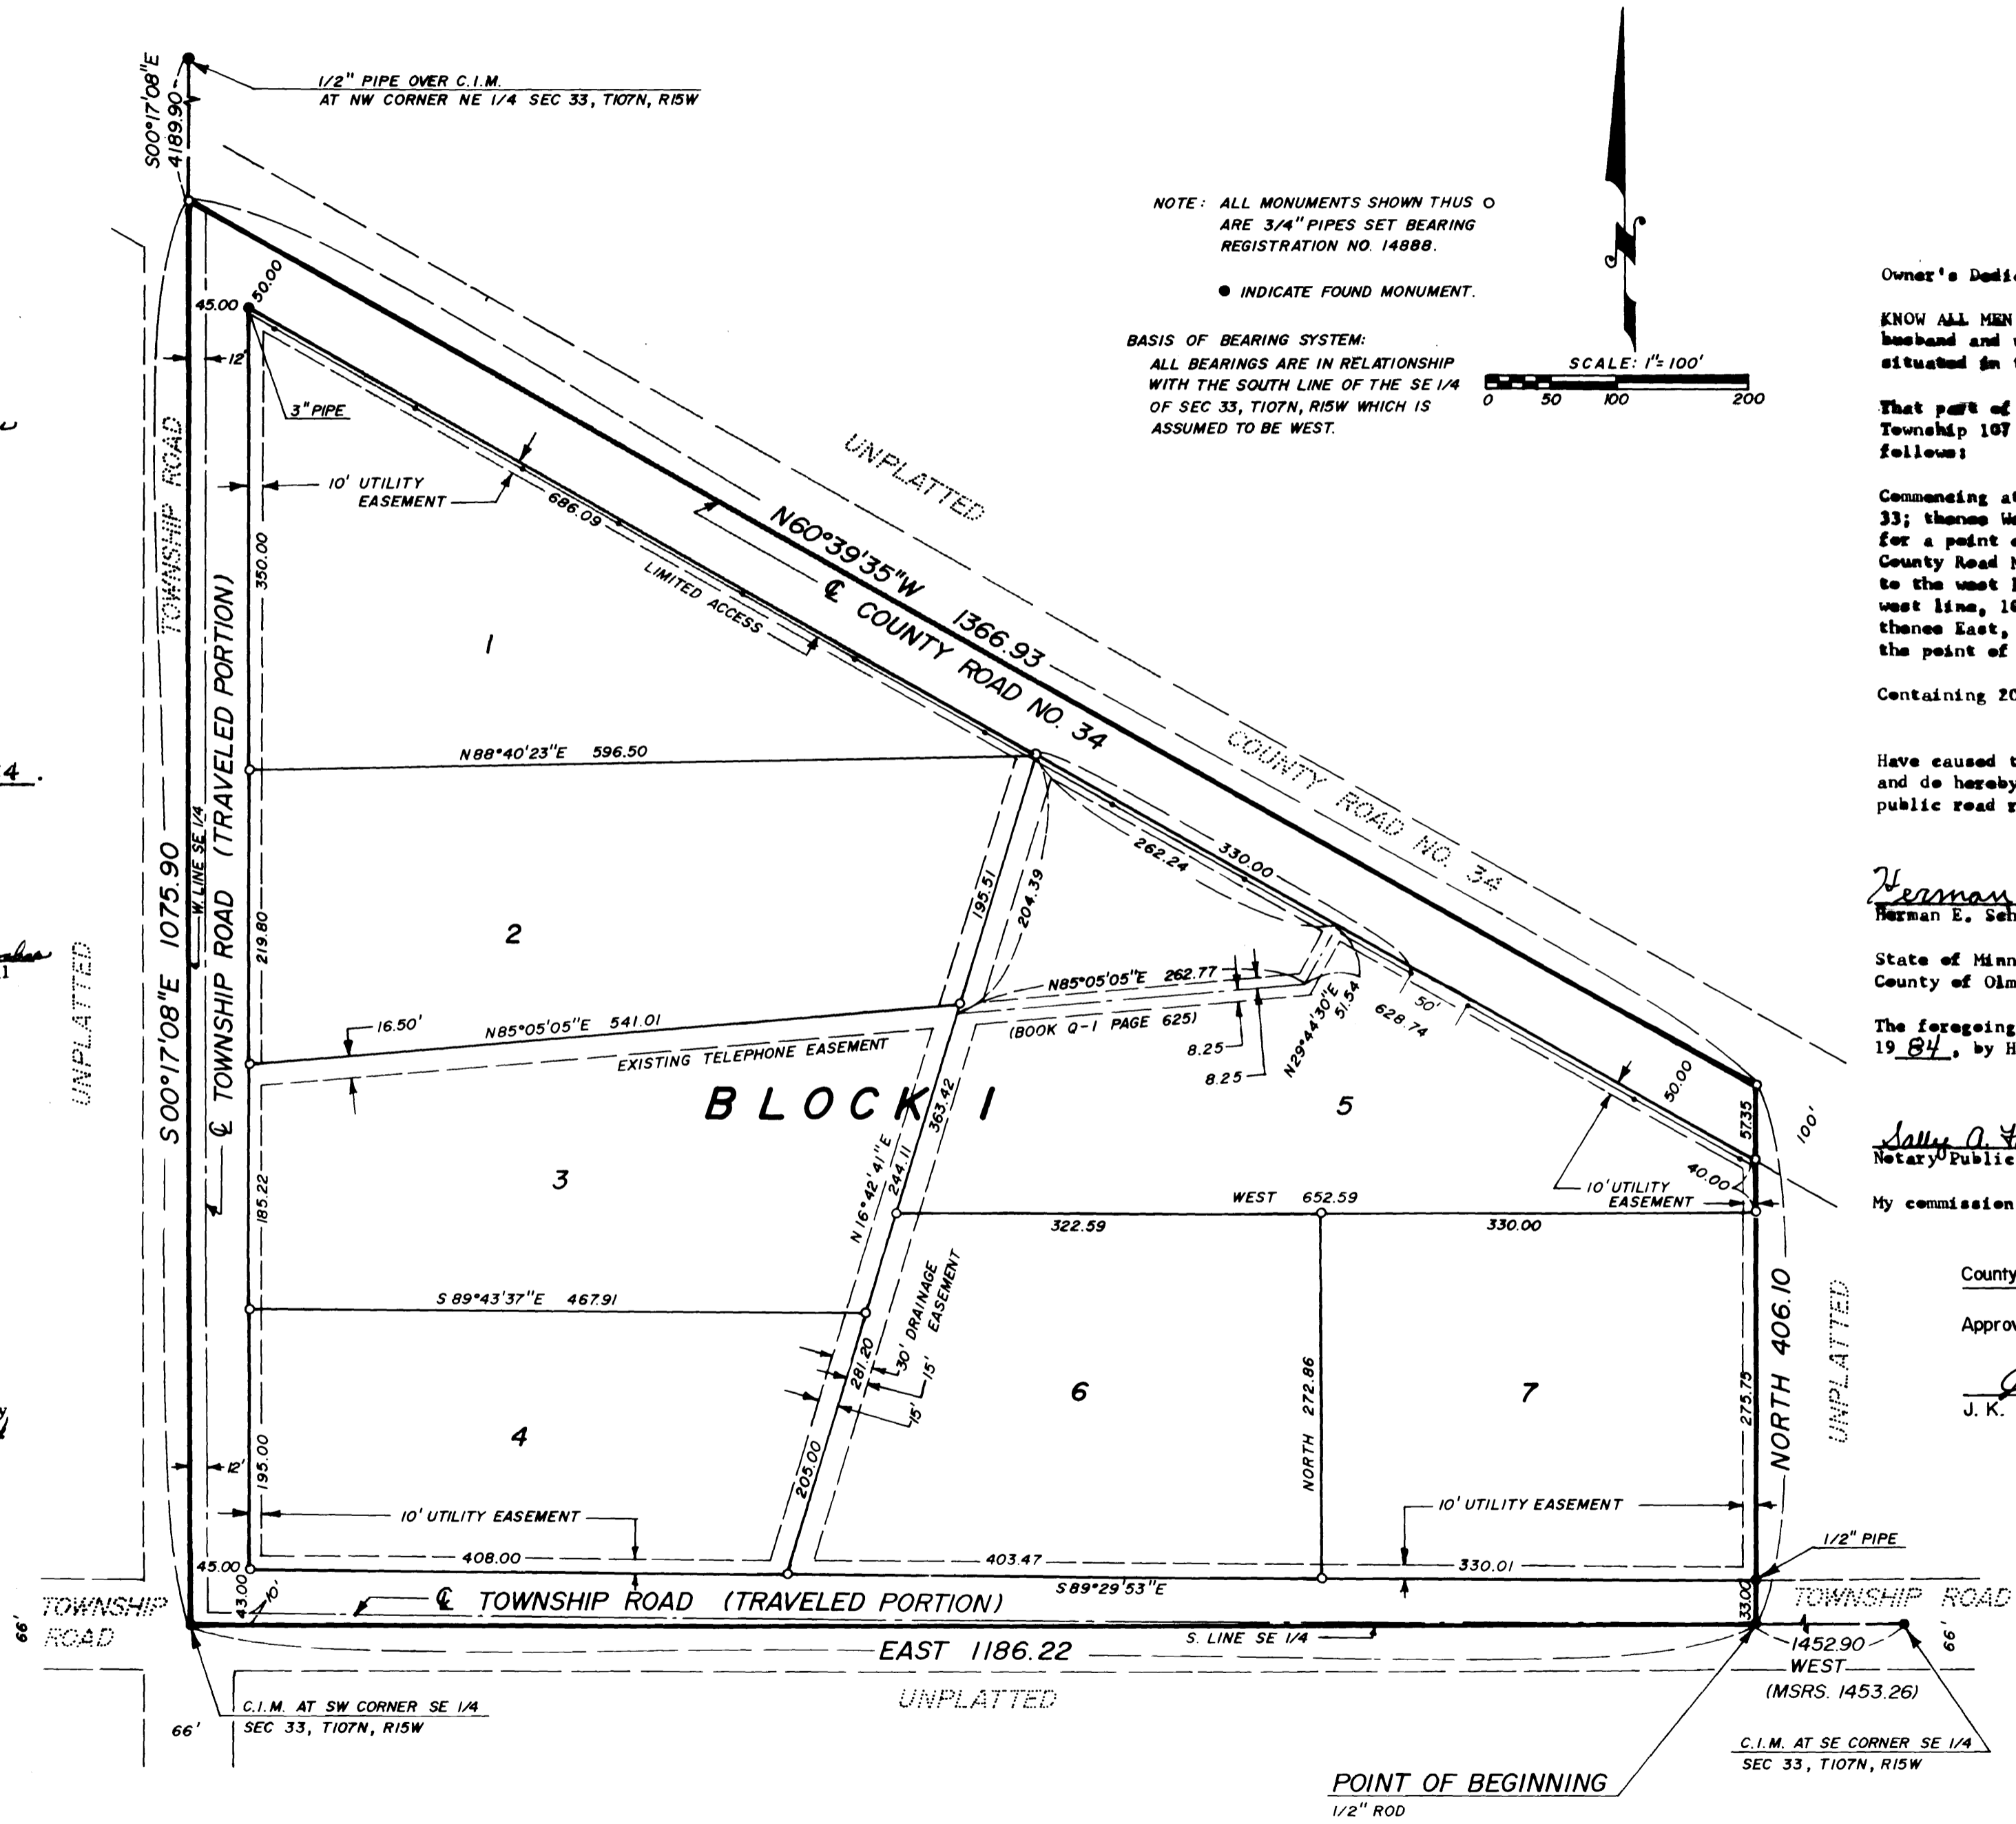 S00°17'08"E
4189.90
1/2" PIPE OVER C.I.M.
AT NW CORNER NE 1/4 SEC 33, T107N, R15W
NOTE: ALL MONUMENTS SHOWN THUS O
ARE 3/4" PIPES SET BEARING
REGISTRATION NO. 14888.
● INDICATE FOUND MONUMENT.
BASIS OF BEARING SYSTEM:
ALL BEARINGS ARE IN RELATIONSHIP
WITH THE SOUTH LINE OF THE SE 1/4
OF SEC 33, T107N, R15W WHICH IS
ASSUMED TO BE WEST.
N
SCALE: 1"=100'
0 50 100 200
45.00
50.00
12'
3" PIPE
TOWNSHIP ROAD
10' UTILITY
EASEMENT
686.09
LIMITED ACCESS
350.00
UNPLATTED
N60°39'35"W 1366.93
℄ COUNTY ROAD NO. 34
COUNTY ROAD NO. 34
1
N88°40'23"E 596.50
W. LINE SE 1/4
℄ TOWNSHIP ROAD (TRAVELED PORTION)
S00°17'08"E 1075.90
UNPLATTED
219.80
2
195.51
204.39
262.24
330.00
N85°05'05"E 262.77
(BOOK Q-1 PAGE 625)
8.25
8.25
N29°44'30"E
51.54
50'
628.74
16.50'
N85°05'05"E 541.01
EXISTING TELEPHONE EASEMENT
BLOCK 1
363.42
244.11
N16°42'41"E
5
50.00
57.35
100'
40.00
10' UTILITY
EASEMENT
185.22
3
WEST 652.59
322.59
330.00
S89°43'37"E 467.91
30' DRAINAGE
EASEMENT
281.20
15'
15'
205.00
4
6
7
NORTH 272.86
275.75
NORTH 406.10
UNPLATTED
195.00
12'
10' UTILITY EASEMENT
10' UTILITY EASEMENT
1/2" PIPE
408.00
403.47
330.01
S89°29'53"E
45.00
43.00
10'
33.00
℄ TOWNSHIP ROAD (TRAVELED PORTION)
TOWNSHIP
ROAD
66'
TOWNSHIP ROAD
66'
S. LINE SE 1/4
EAST 1186.22
1452.90
WEST
(MSRS. 1453.26)
UNPLATTED
C.I.M. AT SW CORNER SE 1/4
SEC 33, T107N, R15W
66'
C.I.M. AT SE CORNER SE 1/4
SEC 33, T107N, R15W
POINT OF BEGINNING
1/2" ROD
Owner's Dedi
KNOW ALL MEN
husband and
situated in
That part of
Township 107
follows:
Commencing at
33; thence We
for a point
County Road
to the west
west line, 10
thence East,
the point of
Containing 20
Have caused t
and do hereby
public road r
Herman
Herman E. Sch
State of Minn
County of Olm
The foregoing
19 84, by H
Sally A.
Notary Public
My commission
County
Approv
J. K.
4.